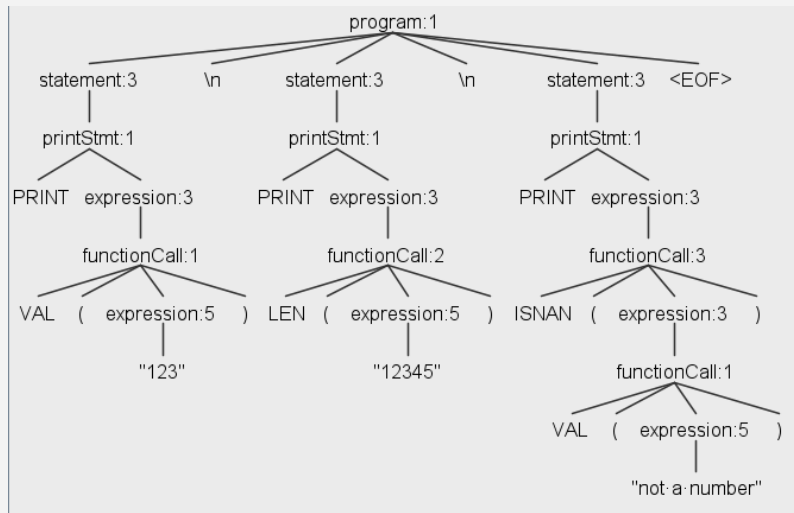 program:1
statement:3 \n statement:3 \n statement:3 <EOF>
printStmt:1 printStmt:1 printStmt:1
PRINT expression:3 PRINT expression:3 PRINT expression:3
functionCall:1 functionCall:2 functionCall:3
VAL ( expression:5 ) LEN ( expression:5 ) ISNAN ( expression:3 )
"123" "12345" functionCall:1
VAL ( expression:5 )
"not·a·number"